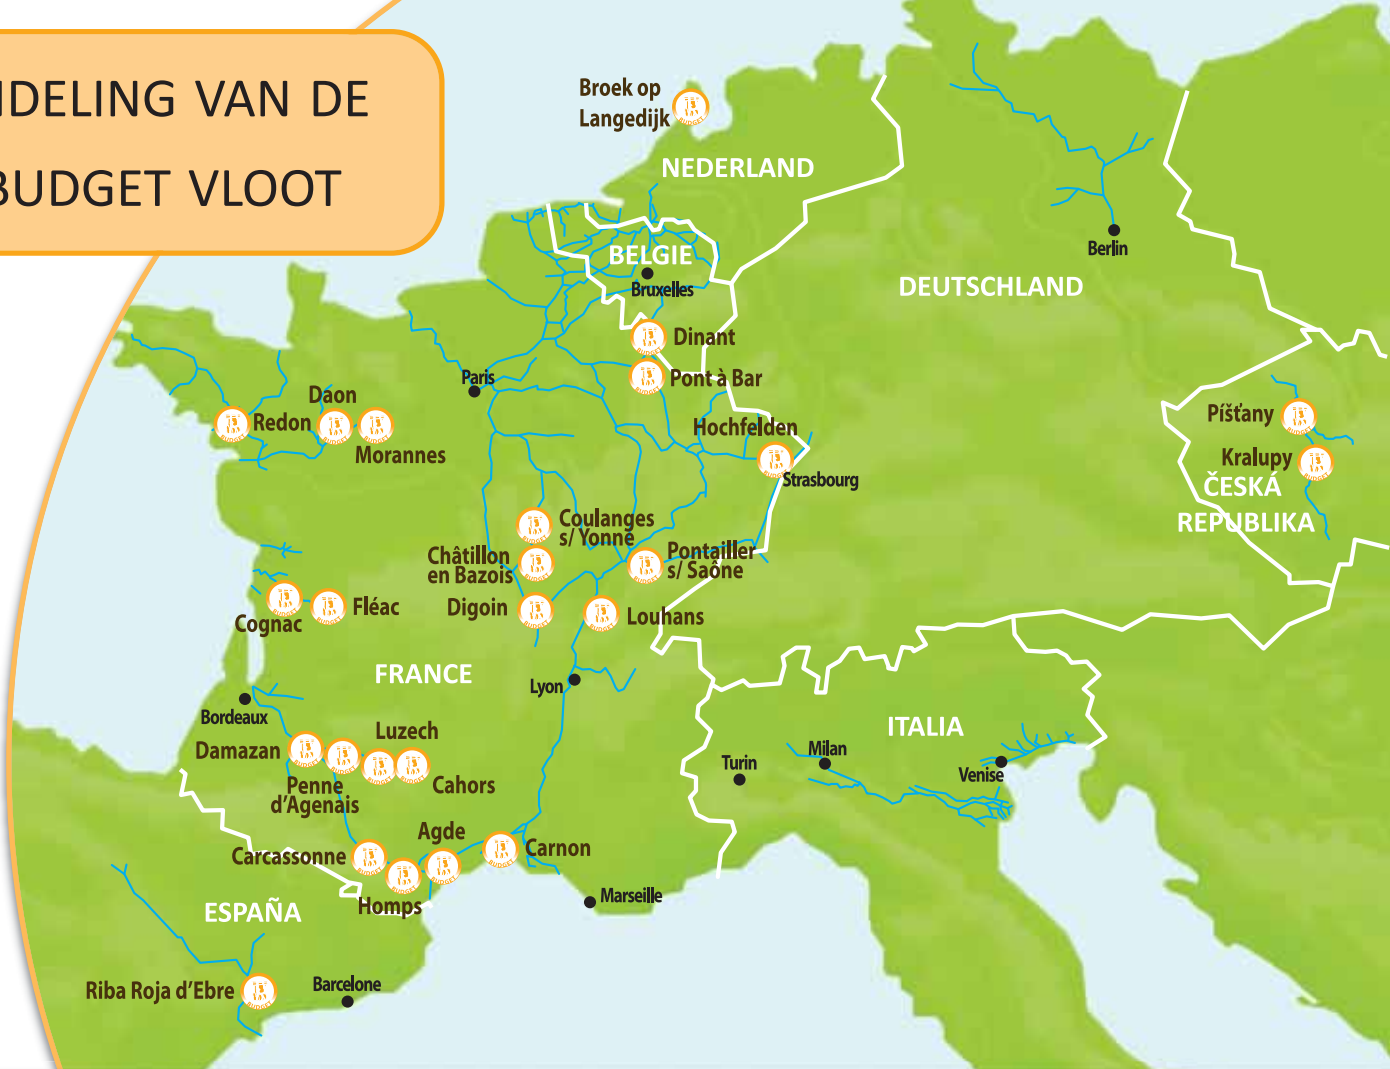 IDELING VAN DE
BUDGET VLOOT
Broek op
Langedijk
NEDERLAND
BELGIE
Bruxelles
Berlin
DEUTSCHLAND
Dinant
Pont à Bar
Paris
Daon
Redon
Morannes
Hochfelden
Strasbourg
Píšťany
Kralupy
ČESKÁ
REPUBLIKA
Coulanges
s/Yonne
Châtillon
en Bazois
Pontailler
s/ Saône
Digoin
Louhans
Cognac
Fléac
FRANCE
Lyon
Bordeaux
Damazan
Luzech
Penne
d'Agenais
Cahors
ITALIA
Turin
Milan
Venise
Agde
Carnon
Carcassonne
Homps
Marseille
ESPAÑA
Riba Roja d'Ebre
Barcelone